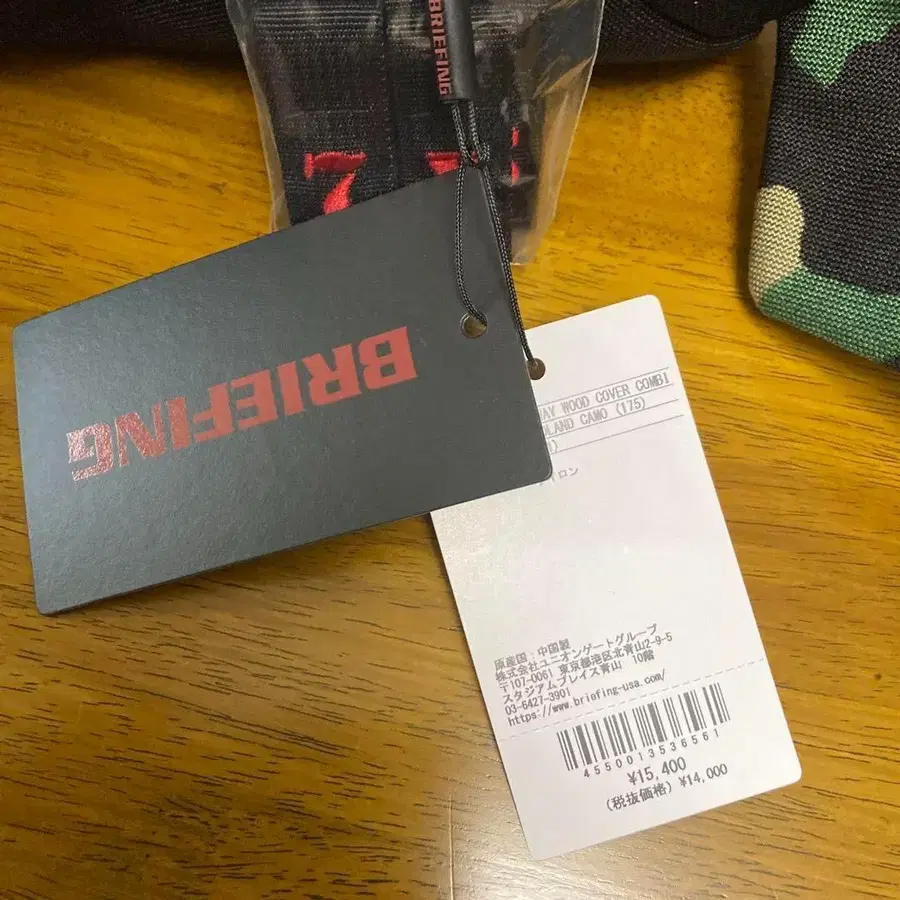 BRIEFING
7
BRIEFING
WAY WOOD COVER COMBI
DLAND CAMO (175)
イロン
原産国:中国製
株式会社ユニオンゲートグループ
〒107-0061 東京都港区北青山2-9-5
スタジアムプレイス青山 10階
03-6427-3901
https://www.briefing-usa.com/
4550013536561
¥15,400
(税抜価格) ¥14,000